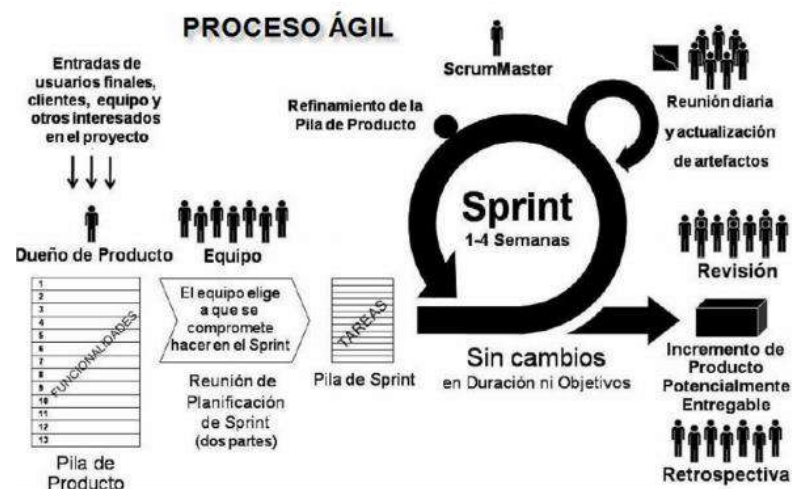 PROCESO ÁGIL
Entradas de
usuarios finales,
clientes, equipo y
otros interesados
en el proyecto
Dueño de Producto
1
2
3
4
5
6
7
8
9
10
11
12
13
FUNCIONALIDADES
Pila de
Producto
Equipo
El equipo elige
a que se
compromete
hacer en el Sprint
Reunión de
Planificación
de Sprint
(dos partes)
TAREAS
Pila de Sprint
ScrumMaster
Refinamiento de la
Pila de Producto
Sprint
1-4 Semanas
Sin cambios
en Duración ni Objetivos
Reunión diaria
y actualización
de artefactos
Revisión
Incremento de
Producto
Potencialmente
Entregable
Retrospectiva